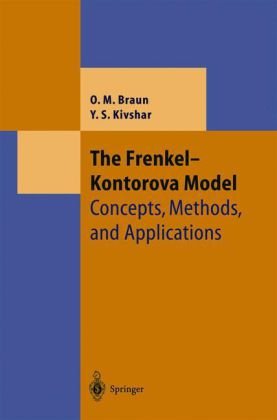 O. M. Braun
Y. S. Kivshar
The Frenkel–
Kontorova Model
Concepts, Methods,
and Applications
Springer